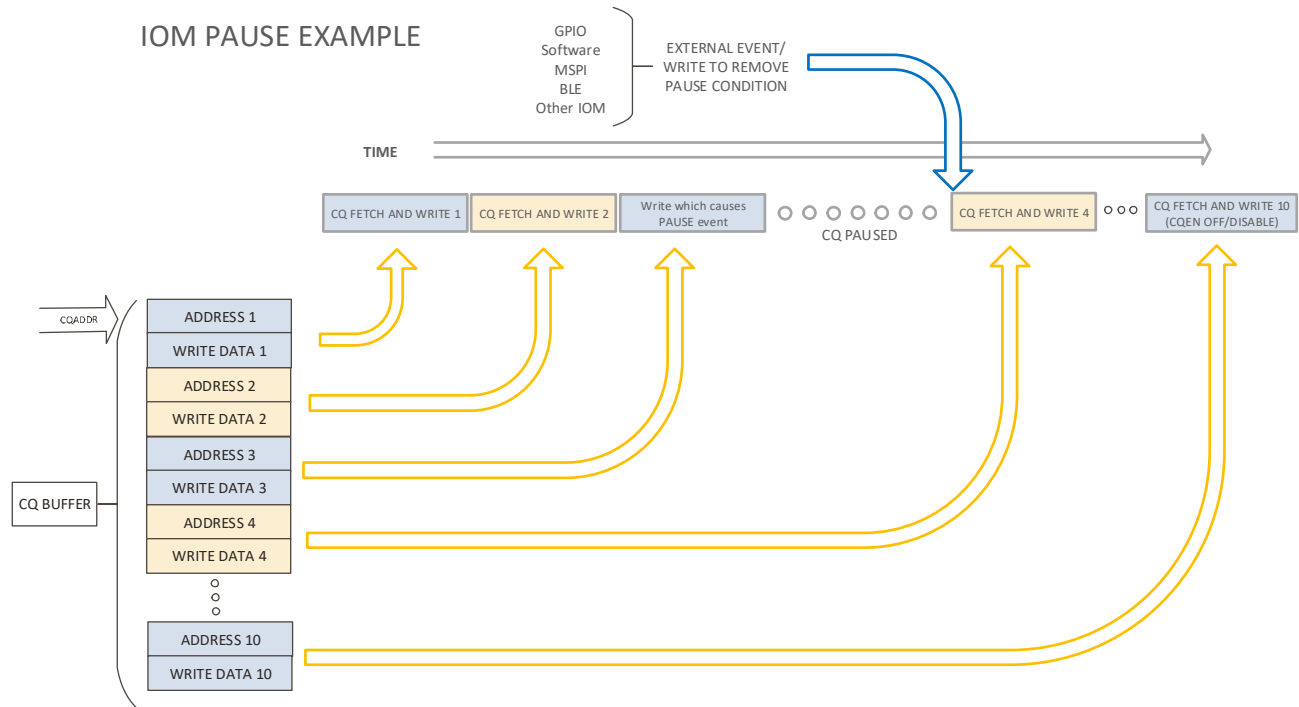 IOM PAUSE EXAMPLE
GPIO
Software
MSPI
BLE
Other IOM
EXTERNAL EVENT/
WRITE TO REMOVE
PAUSE CONDITION
TIME
CQ FETCH AND WRITE 1
CQ FETCH AND WRITE 2
Write which causes
PAUSE event
CQ PAUSED
CQ FETCH AND WRITE 4
CQ FETCH AND WRITE 10
(CQEN OFF/DISABLE)
CQADDR
ADDRESS 1
WRITE DATA 1
ADDRESS 2
WRITE DATA 2
ADDRESS 3
WRITE DATA 3
ADDRESS 4
WRITE DATA 4
ADDRESS 10
WRITE DATA 10
CQ BUFFER